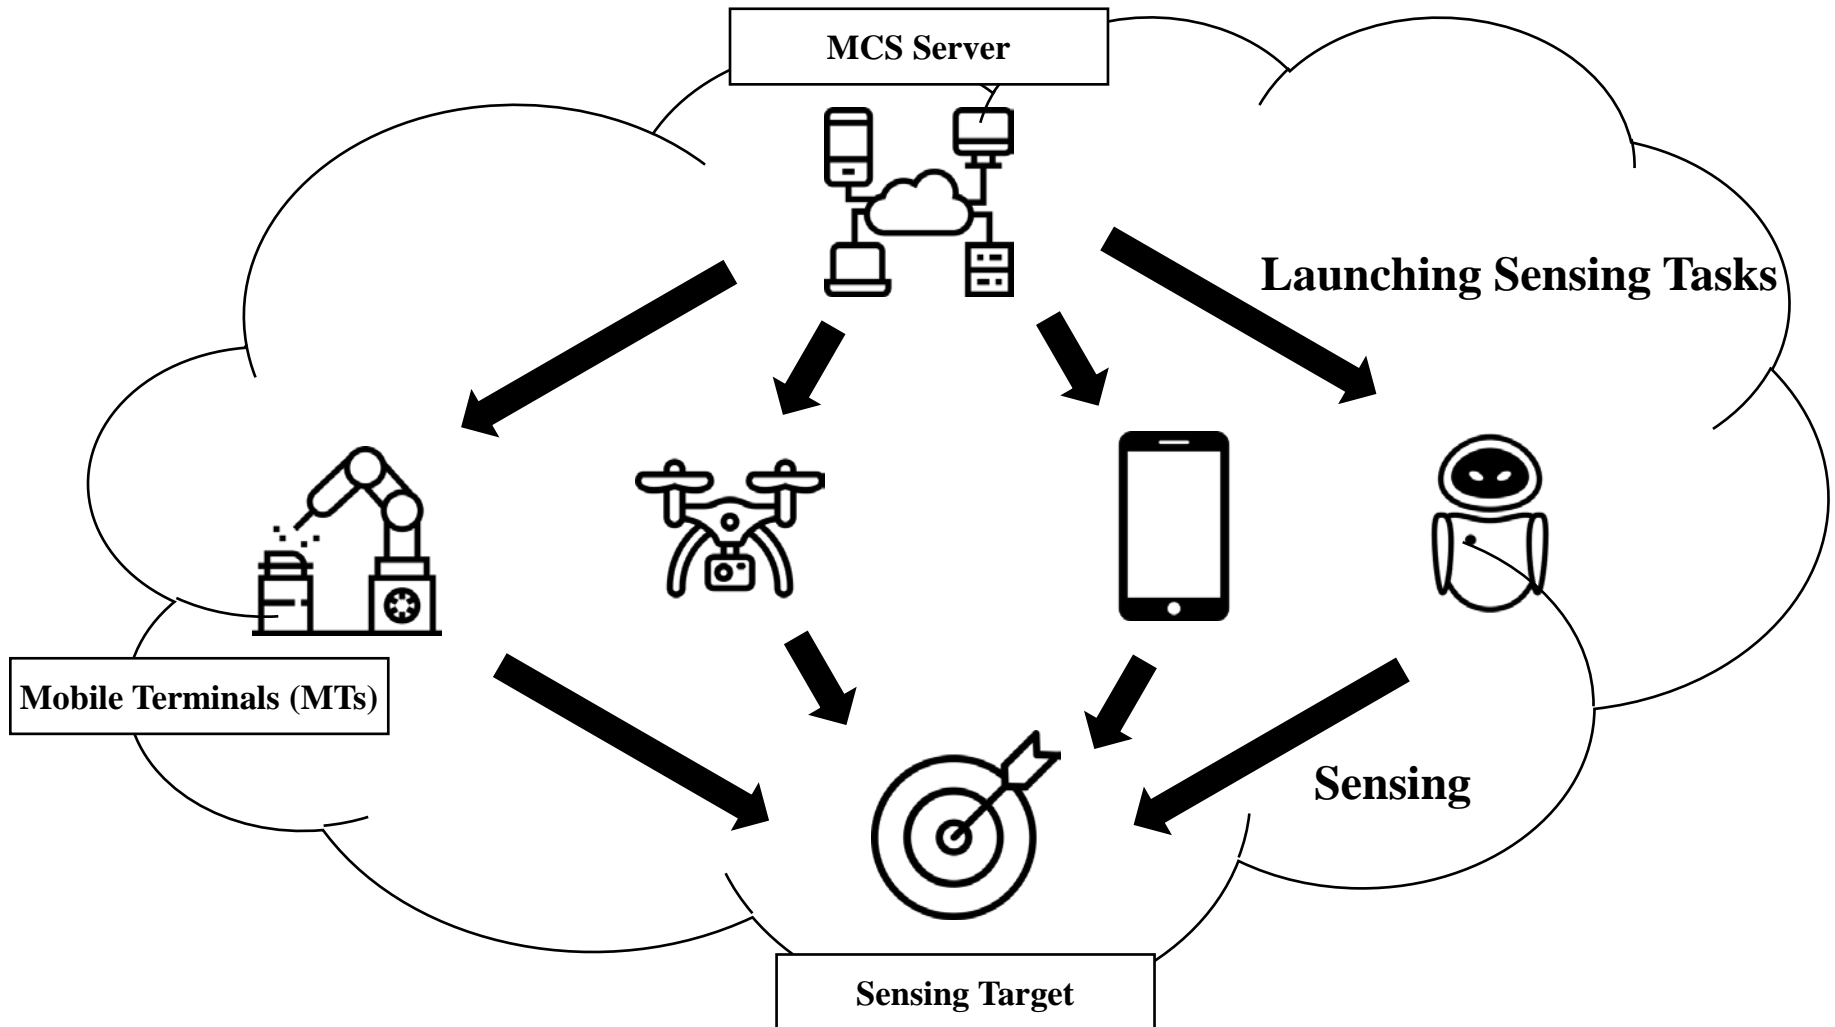 MCS Server
Launching Sensing Tasks
Mobile Terminals (MTs)
Sensing
Sensing Target